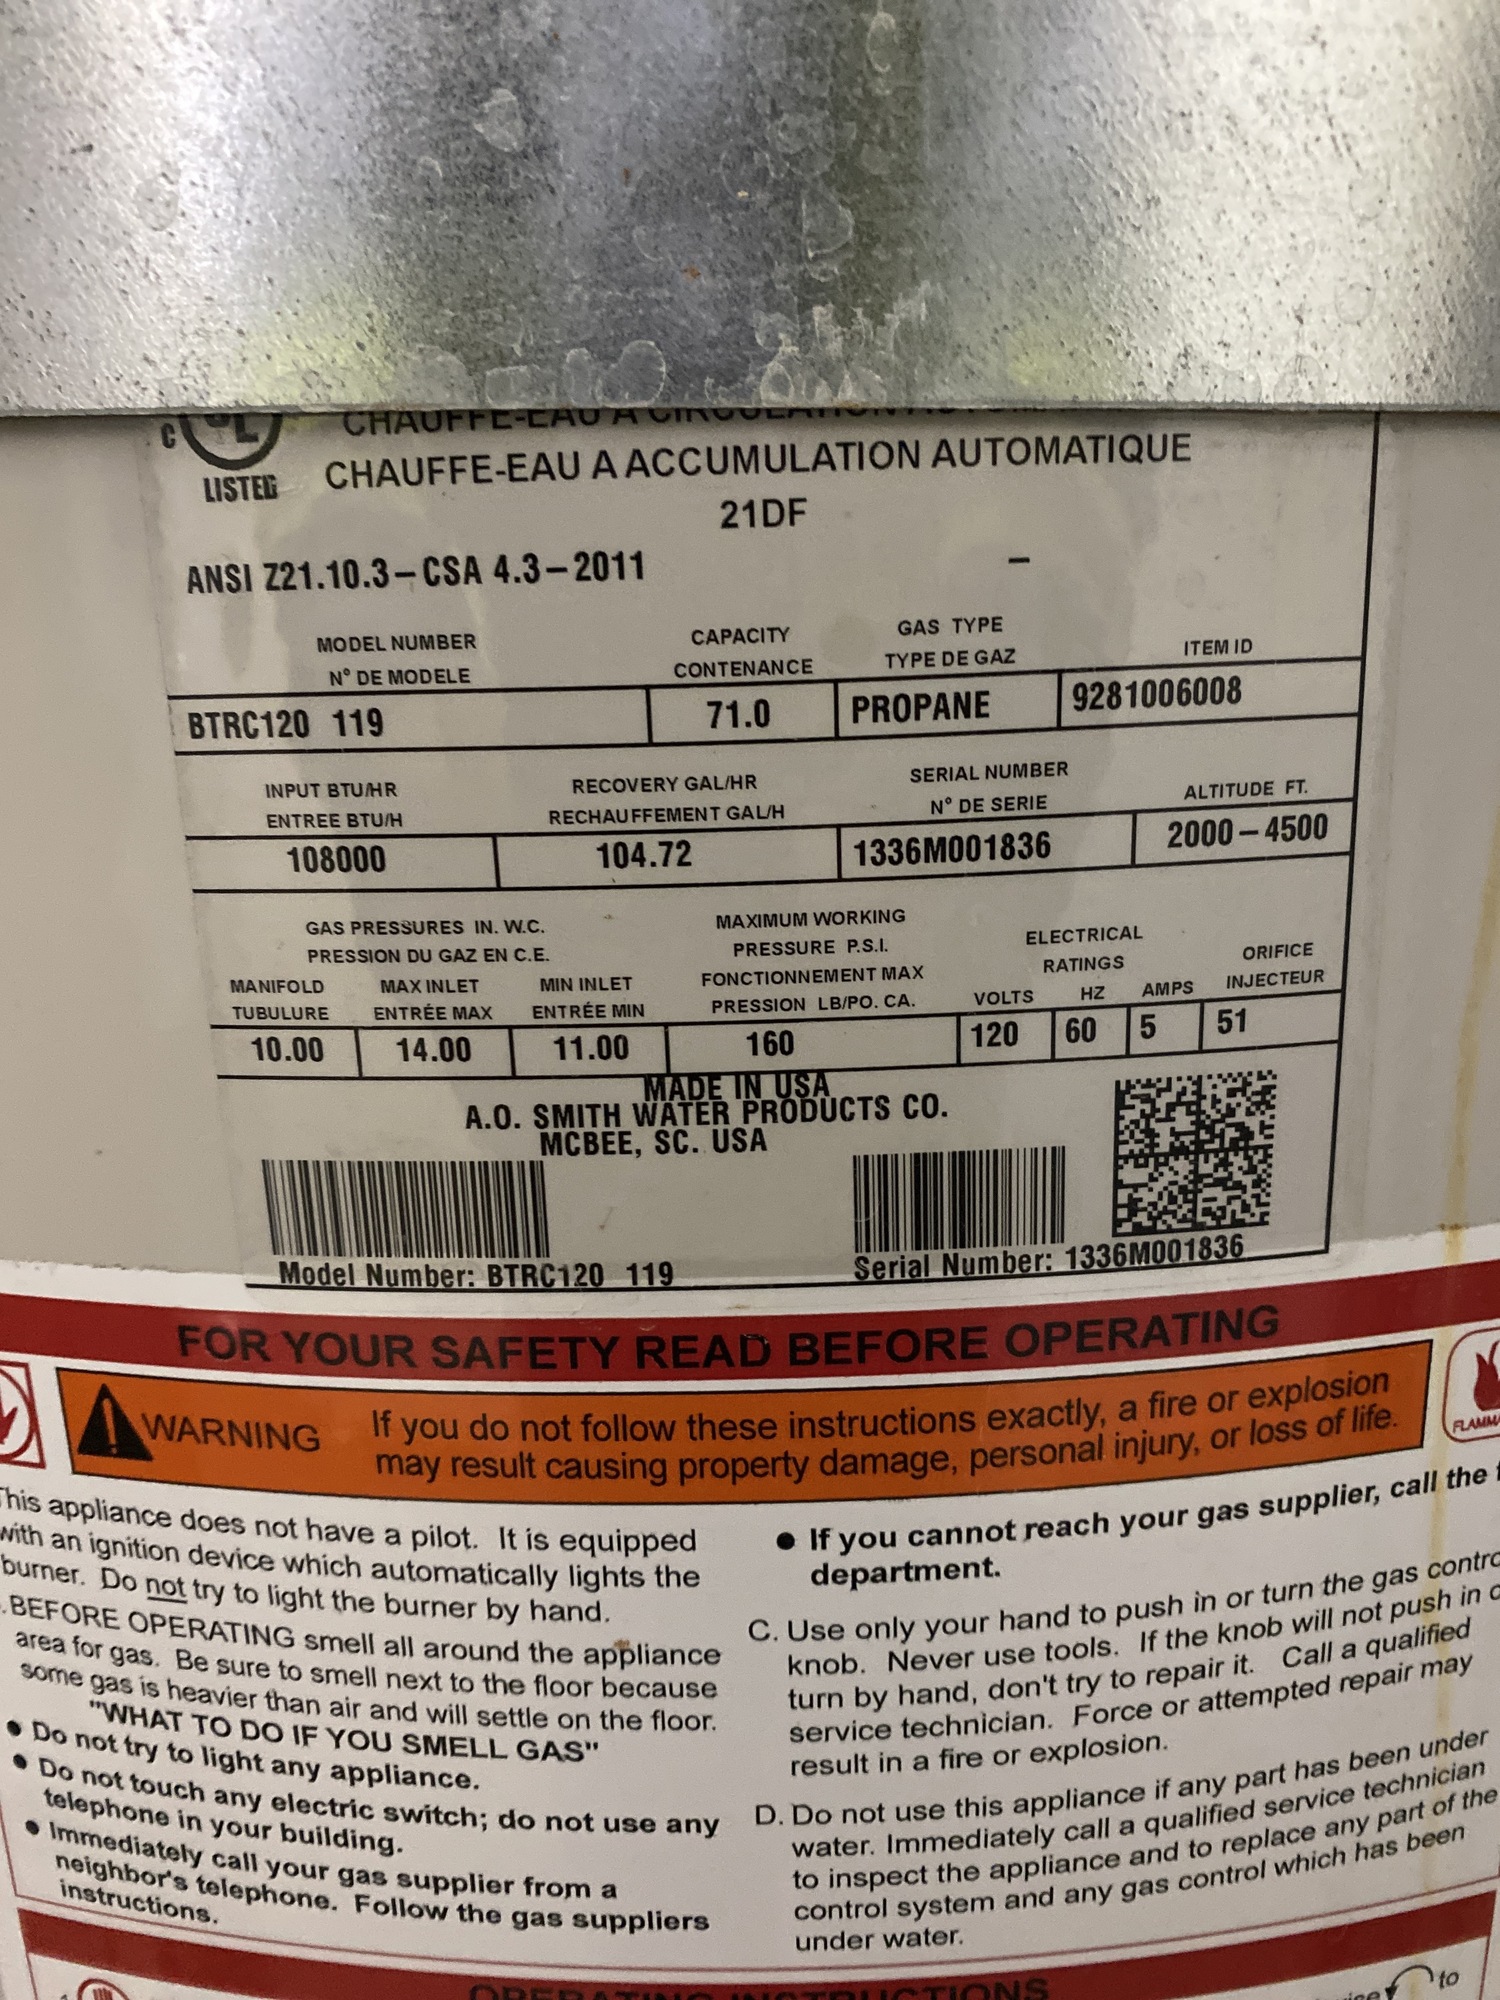 C UL
LISTED
CHAUFFE-EAU A CIRCULATION
CHAUFFE-EAU A ACCUMULATION AUTOMATIQUE
21DF
ANSI Z21.10.3–CSA 4.3–2011 –
MODEL NUMBER CAPACITY GAS TYPE ITEM ID
N° DE MODELE CONTENANCE TYPE DE GAZ
BTRC120 119 71.0 PROPANE 9281006008
INPUT BTU/HR RECOVERY GAL/HR SERIAL NUMBER ALTITUDE FT.
ENTREE BTU/H RECHAUFFEMENT GAL/H N° DE SERIE
108000 104.72 1336M001836 2000–4500
GAS PRESSURES IN. W.C. MAXIMUM WORKING
PRESSION DU GAZ EN C.E. PRESSURE P.S.I. ELECTRICAL ORIFICE
MANIFOLD MAX INLET MIN INLET FONCTIONNEMENT MAX RATINGS INJECTEUR
TUBULURE ENTRÉE MAX ENTRÉE MIN PRESSION LB/PO. CA. VOLTS HZ AMPS
10.00 14.00 11.00 160 120 60 5 51
MADE IN USA
A.O. SMITH WATER PRODUCTS CO.
MCBEE, SC. USA
Model Number: BTRC120 119 Serial Number: 1336M001836
FOR YOUR SAFETY READ BEFORE OPERATING
WARNING
If you do not follow these instructions exactly, a fire or explosion
may result causing property damage, personal injury, or loss of life.
This appliance does not have a pilot. It is equipped
with an ignition device which automatically lights the
burner. Do not try to light the burner by hand.
BEFORE OPERATING smell all around the appliance
area for gas. Be sure to smell next to the floor because
some gas is heavier than air and will settle on the floor.
"WHAT TO DO IF YOU SMELL GAS"
● Do not try to light any appliance.
● Do not touch any electric switch; do not use any
telephone in your building.
● Immediately call your gas supplier from a
neighbor's telephone. Follow the gas suppliers
instructions.
● If you cannot reach your gas supplier, call the
department.
C. Use only your hand to push in or turn the gas
knob. Never use tools. If the knob will not push in
turn by hand, don't try to repair it. Call a qualified
service technician. Force or attempted repair may
result in a fire or explosion.
D. Do not use this appliance if any part has been under
water. Immediately call a qualified service technician
to inspect the appliance and to replace any part of the
control system and any gas control which has been
under water.
OPERATING INSTRUCTIONS
to